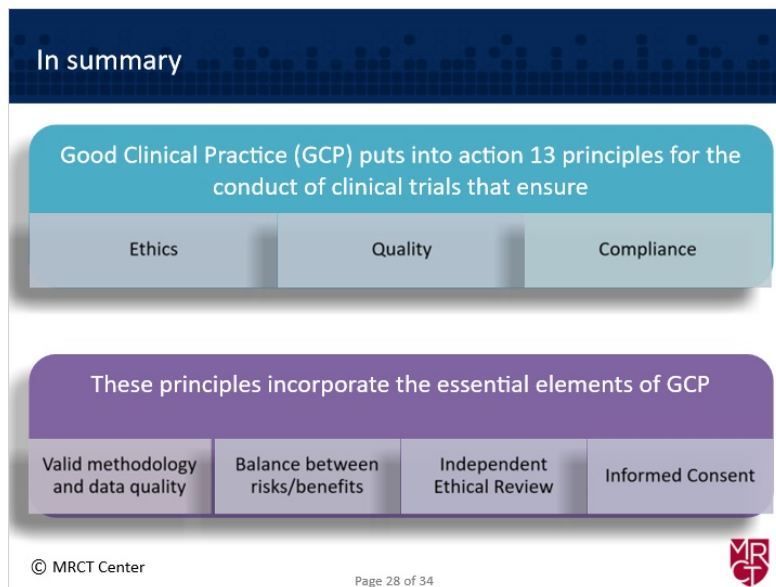 In summary
Good Clinical Practice (GCP) puts into action 13 principles for the
conduct of clinical trials that ensure
Ethics
Quality
Compliance
These principles incorporate the essential elements of GCP
Valid methodology
and data quality
Balance between
risks/benefits
Independent
Ethical Review
Informed Consent
© MRCT Center
Page 28 of 34
MR
CT